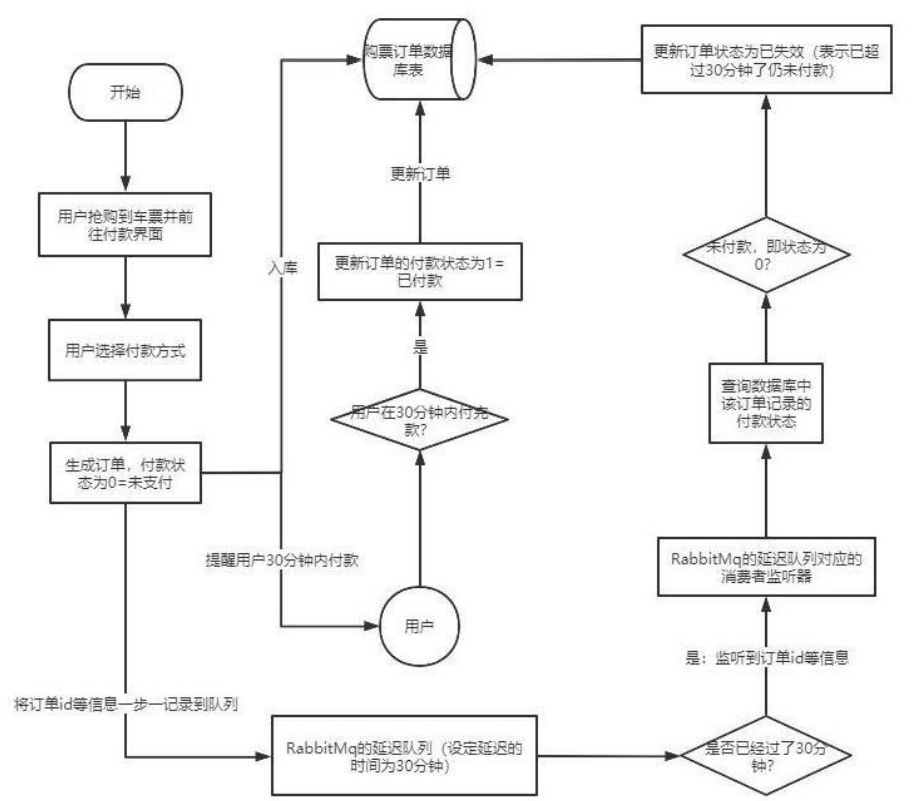 开始
用户抢购到车票并前
往付款界面
用户选择付款方式
生成订单，付款状
态为0=未支付
将订单id等信息一步一记录到队列
入库
提醒用户30分钟内付款
购票订单数据
库表
更新订单
更新订单的付款状态为1=
已付款
是
用户在30分钟内付完
款？
用户
RabbitMq的延迟队列（设定延迟的
时间为30分钟）
更新订单状态为已失效（表示已超
过30分钟了仍未付款）
未付款，即状态为
0？
查询数据库中
该订单记录的
付款状态
RabbitMq的延迟队列对应的
消费者监听器
是：监听到订单id等信息
是否已经过了30分
钟？